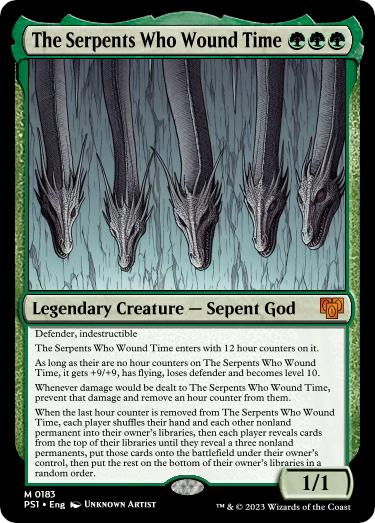 The Serpents Who Wound Time
Legendary Creature — Sepent God
Defender, indestructible
The Serpents Who Wound Time enters with 12 hour counters on it.
As long as their are no hour counters on The Serpents Who Wound
Time, it gets +9/+9, has flying, loses defender and becomes level 10.
Whenever damage would be dealt to The Serpents Who Wound Time,
prevent that damage and remove an hour counter from them.
When the last hour counter is removed from The Serpents Who Wound
Time, each player shuffles their hand and each other nonland
permanent into their owner's libraries, then each player reveals cards
from the top of their libraries until they reveal a three nonland
permanents, put those cards onto the battlefield under their owner's
control, then put the rest on the bottom of their owner's libraries in a
random order.
1/1
M 0183
PS1 • Eng Unknown Artist
™ & © 2023 Wizards of the Coast